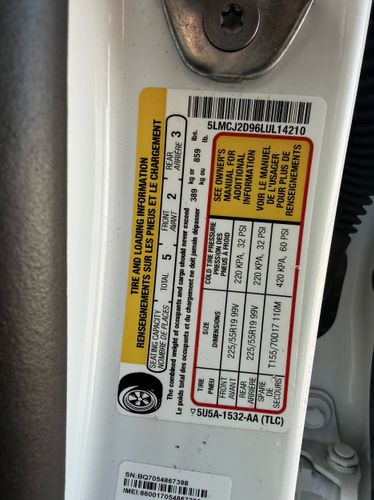 5LMCJ2D96LUL14210
TIRE AND LOADING INFORMATION
RENSEIGNEMENTS SUR LES PNEUS ET LE CHARGEMENT
SEATING CAPACITY TOTAL 5 FRONT 2 REAR 3
NOMBRE DE PLACES AVANT ARRIÈRE
The combined weight of occupants and cargo should never exceed 389 kg or 859 lbs.
Le poids total des occupants et du chargement ne doit jamais dépasser kg ou lb.
TIRE SIZE COLD TIRE PRESSURE
PNEU DIMENSIONS PRESSION DES
PNEUS A FROID
FRONT 225/55R19 99V 220 KPA, 32 PSI
AVANT
REAR 225/55R19 99V 220 KPA, 32 PSI
ARRIÈRE
SPARE T155/70D17 110M 420 KPA, 60 PSI
DE
SECOURS
SEE OWNER'S
MANUAL FOR
ADDITIONAL
INFORMATION
VOIR LE MANUEL
DE L'USAGER
POUR PLUS DE
RENSEIGNEMENTS
5U5A-1532-AA (TLC)
SN:BQ7054867398